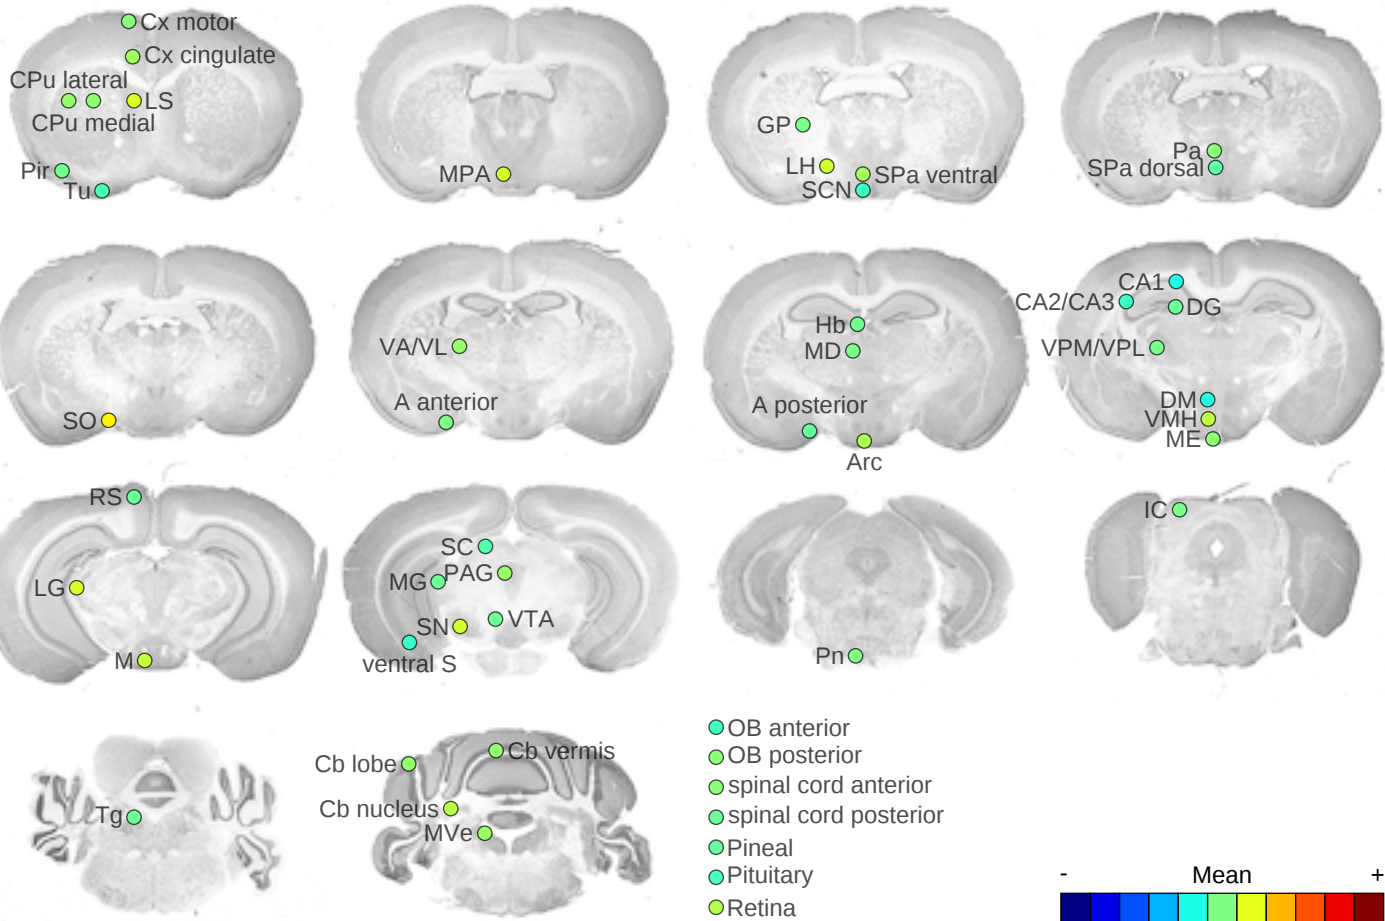 Cx motor
Cx cingulate
CPu lateral
LS
CPu medial
Pir
Tu
MPA
GP
LH
SPa ventral
SCN
Pa
SPa dorsal
SO
VA/VL
A anterior
Hb
MD
A posterior
Arc
CA1
CA2/CA3
DG
VPM/VPL
DM
VMH
ME
RS
LG
M
SC
PAG
MG
VTA
SN
ventral S
Pn
IC
Tg
Cb vermis
Cb lobe
Cb nucleus
MVe
OB anterior
OB posterior
spinal cord anterior
spinal cord posterior
Pineal
Pituitary
Retina
- Mean +